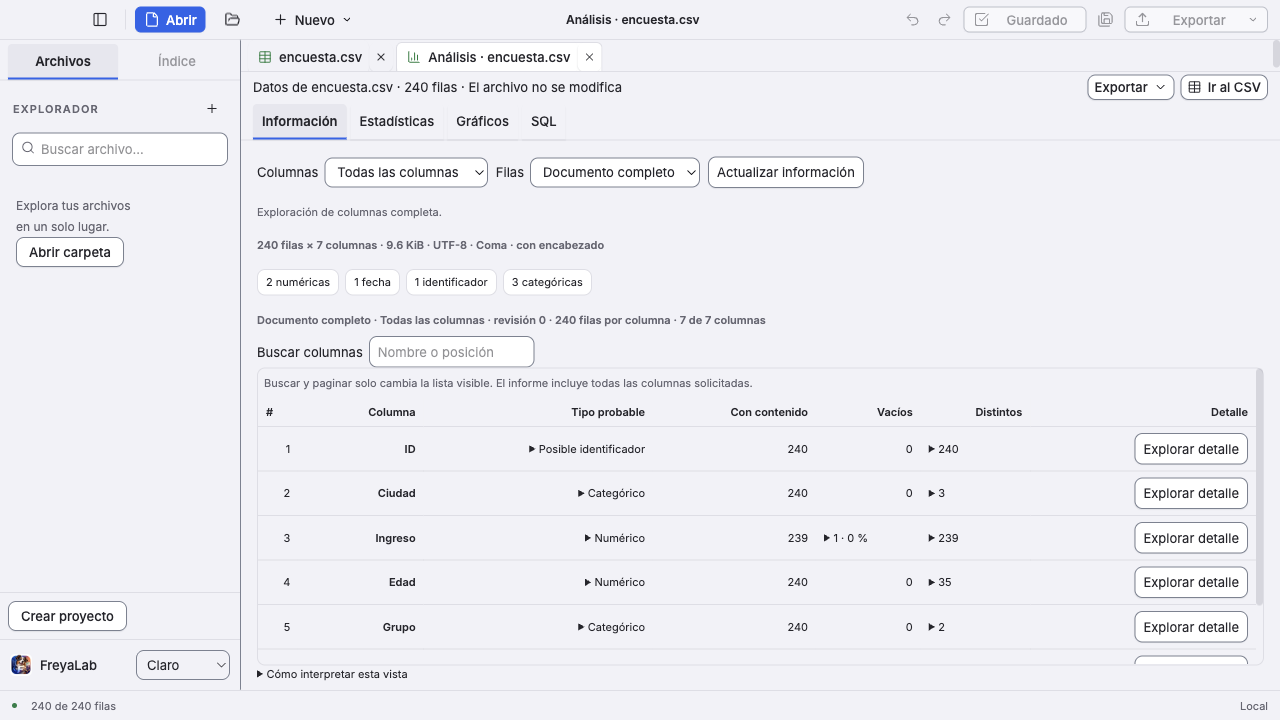 Abrir
Nuevo
Análisis · encuesta.csv
Guardado
Exportar
Archivos
Índice
encuesta.csv
Análisis · encuesta.csv
EXPLORADOR
Buscar archivo...
Explora tus archivos
en un solo lugar.
Abrir carpeta
Crear proyecto
FreyaLab
Claro
Datos de encuesta.csv · 240 filas · El archivo no se modifica
Exportar
Ir al CSV
Información
Estadísticas
Gráficos
SQL
Columnas
Todas las columnas
Filas
Documento completo
Actualizar información
Exploración de columnas completa.
240 filas × 7 columnas · 9.6 KiB · UTF-8 · Coma · con encabezado
2 numéricas
1 fecha
1 identificador
3 categóricas
Documento completo · Todas las columnas · revisión 0 · 240 filas por columna · 7 de 7 columnas
Buscar columnas
Nombre o posición
Buscar y paginar solo cambia la lista visible. El informe incluye todas las columnas solicitadas.
# Columna Tipo probable Con contenido Vacíos Distintos Detalle
1 ID Posible identificador 240 0 240 Explorar detalle
2 Ciudad Categórico 240 0 3 Explorar detalle
3 Ingreso Numérico 239 1 · 0 % 239 Explorar detalle
4 Edad Numérico 240 0 35 Explorar detalle
5 Grupo Categórico 240 0 2 Explorar detalle
Cómo interpretar esta vista
240 de 240 filas
Local